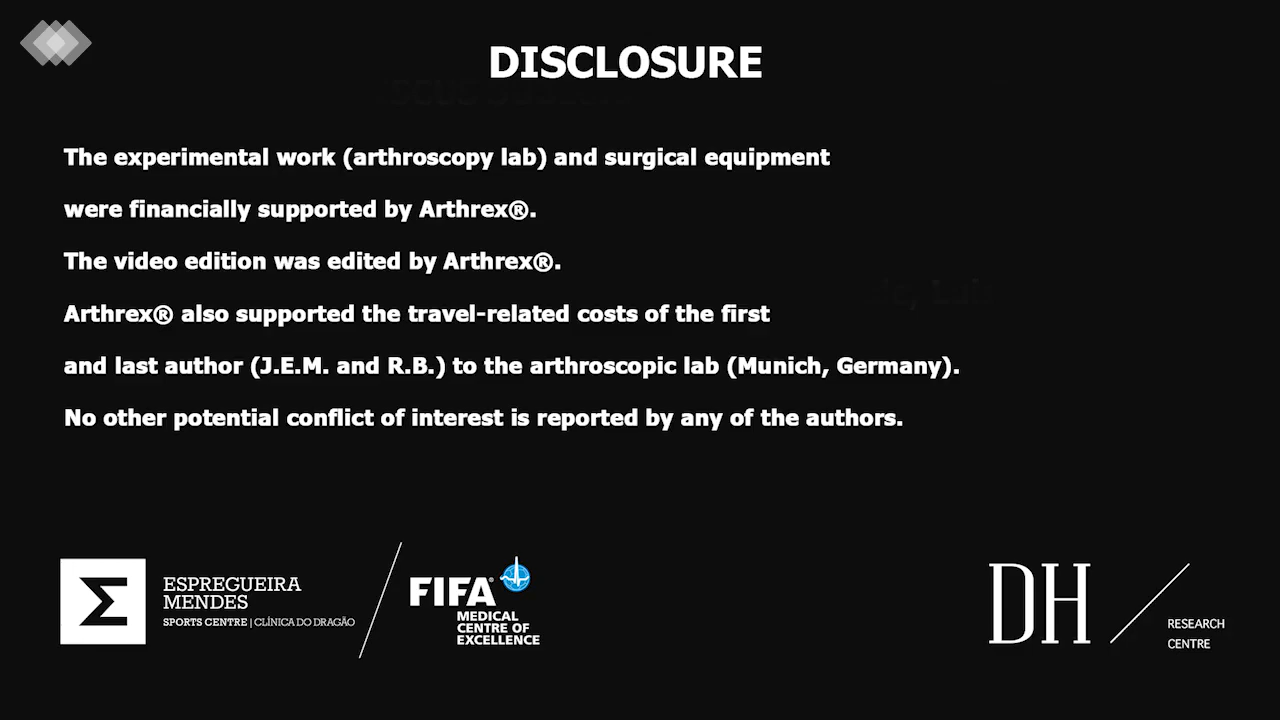 DISCLOSURE
The experimental work (arthroscopy lab) and surgical equipment
were financially supported by Arthrex®.
The video edition was edited by Arthrex®.
Arthrex® also supported the travel-related costs of the first
and last author (J.E.M. and R.B.) to the arthroscopic lab (Munich, Germany).
No other potential conflict of interest is reported by any of the authors.
ESPREGUEIRA
MENDES
SPORTS CENTRE | CLÍNICA DO DRAGÃO
FIFA®
MEDICAL
CENTRE OF
EXCELLENCE
DH
RESEARCH
CENTRE